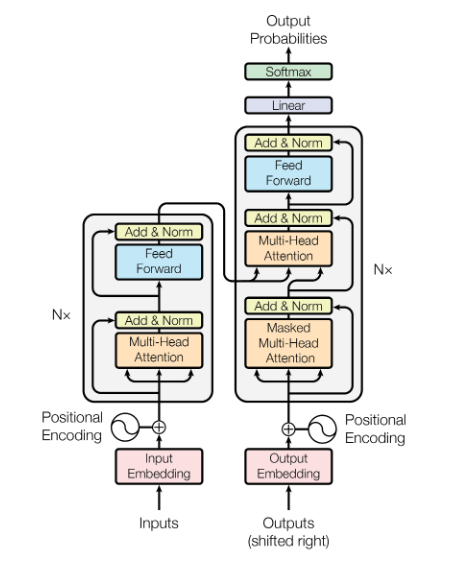 Output
Probabilities
Softmax
Linear
Add & Norm
Feed
Forward
Add & Norm
Multi-Head
Attention
Add & Norm
Masked
Multi-Head
Attention
N×
Positional
Encoding
Output
Embedding
Outputs
(shifted right)
Add & Norm
Feed
Forward
Add & Norm
Multi-Head
Attention
N×
Positional
Encoding
Input
Embedding
Inputs